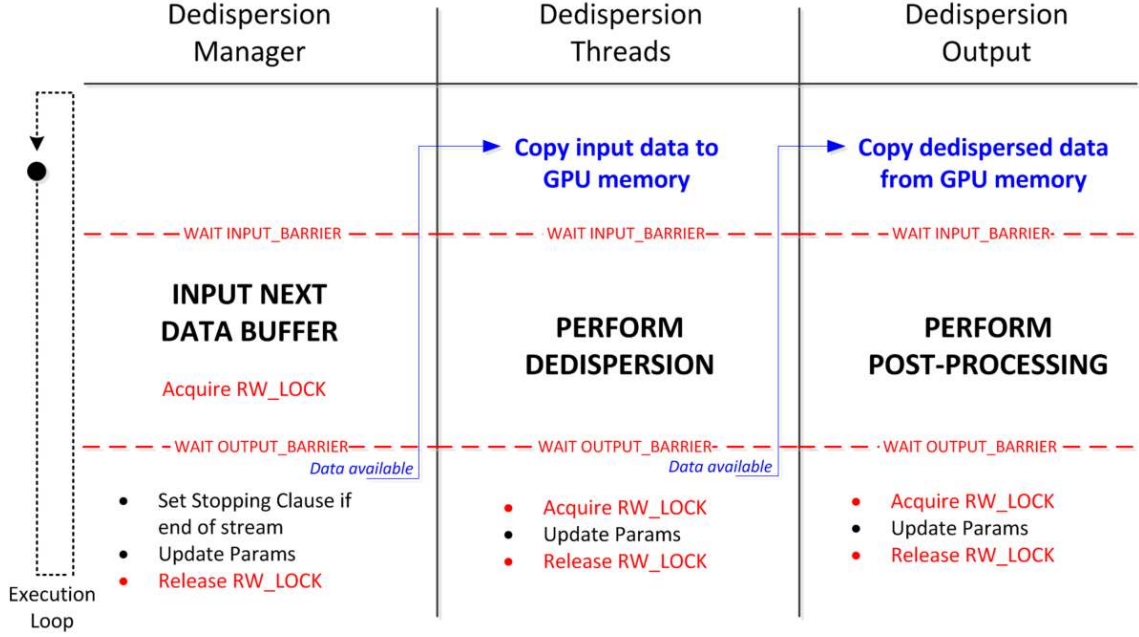 Dedispersion
Manager
Dedispersion
Threads
Dedispersion
Output
Copy input data to
GPU memory
Copy dedispersed data
from GPU memory
WAIT INPUT_BARRIER
WAIT INPUT_BARRIER
WAIT INPUT_BARRIER
INPUT NEXT
DATA BUFFER
Acquire RW_LOCK
PERFORM
DEDISPERSION
PERFORM
POST-PROCESSING
WAIT OUTPUT_BARRIER
WAIT OUTPUT_BARRIER
WAIT OUTPUT_BARRIER
Data available
Data available
• Set Stopping Clause if
end of stream
• Update Params
• Release RW_LOCK
• Acquire RW_LOCK
• Update Params
• Release RW_LOCK
• Acquire RW_LOCK
• Update Params
• Release RW_LOCK
Execution
Loop